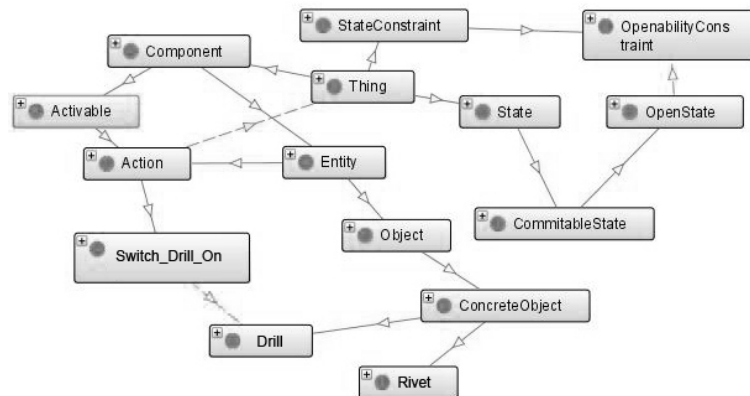 StateConstraint
OpenabilityCons
traint
Component
Thing
Activable
State
OpenState
Action
Entity
CommitableState
Object
Switch_Drill_On
ConcreteObject
Drill
Rivet